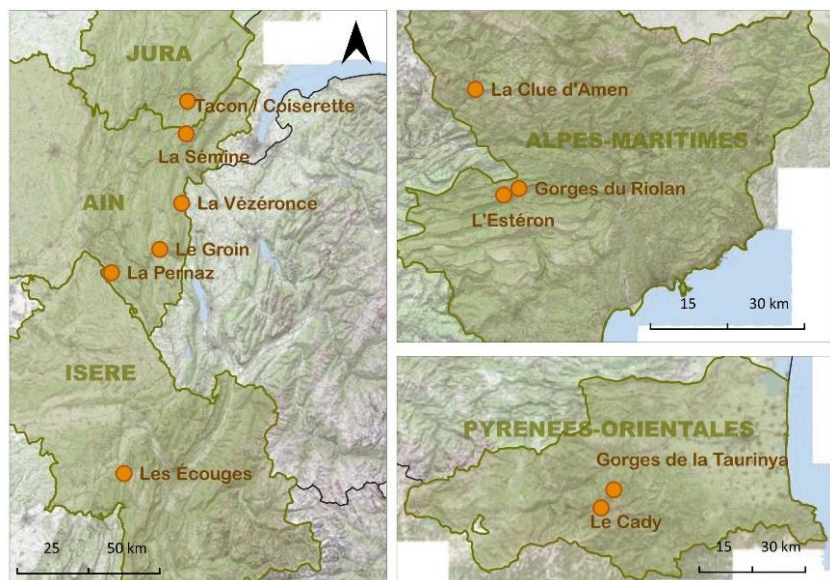 JURA
Tacon / Coiserette
La Sémine
AIN
La Vézéronce
Le Groin
La Pernaz
ISERE
Les Écouges
25 50 km
La Clue d'Amen
ALPES-MARITIMES
Gorges du Riolan
L'Estéron
15 30 km
PYRENEES-ORIENTALES
Gorges de la Taurinya
Le Cady
15 30 km